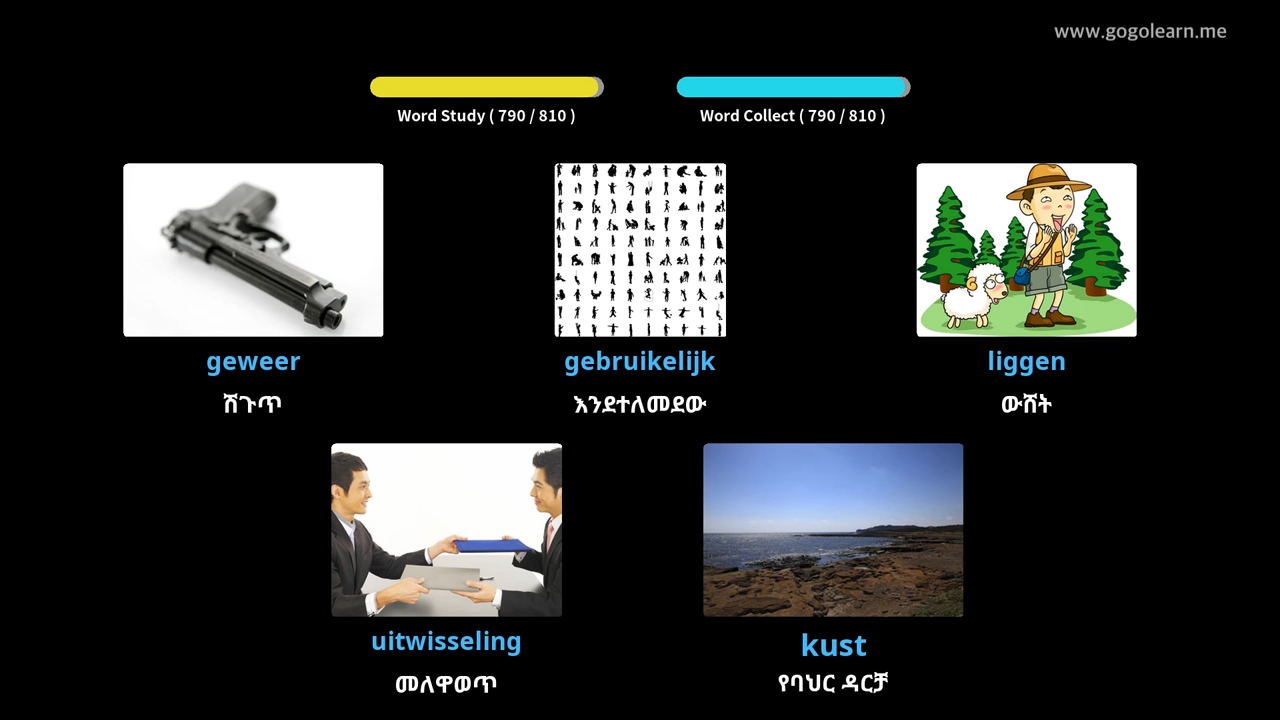 www.gogolearn.me
Word Study ( 790 / 810 )
Word Collect ( 790 / 810 )
geweer
gebruikelijk
liggen
ሽጉጥ
እንደተለመደው
ውሸት
uitwisseling
kust
መለዋወጥ
የባህር ዳርቻ